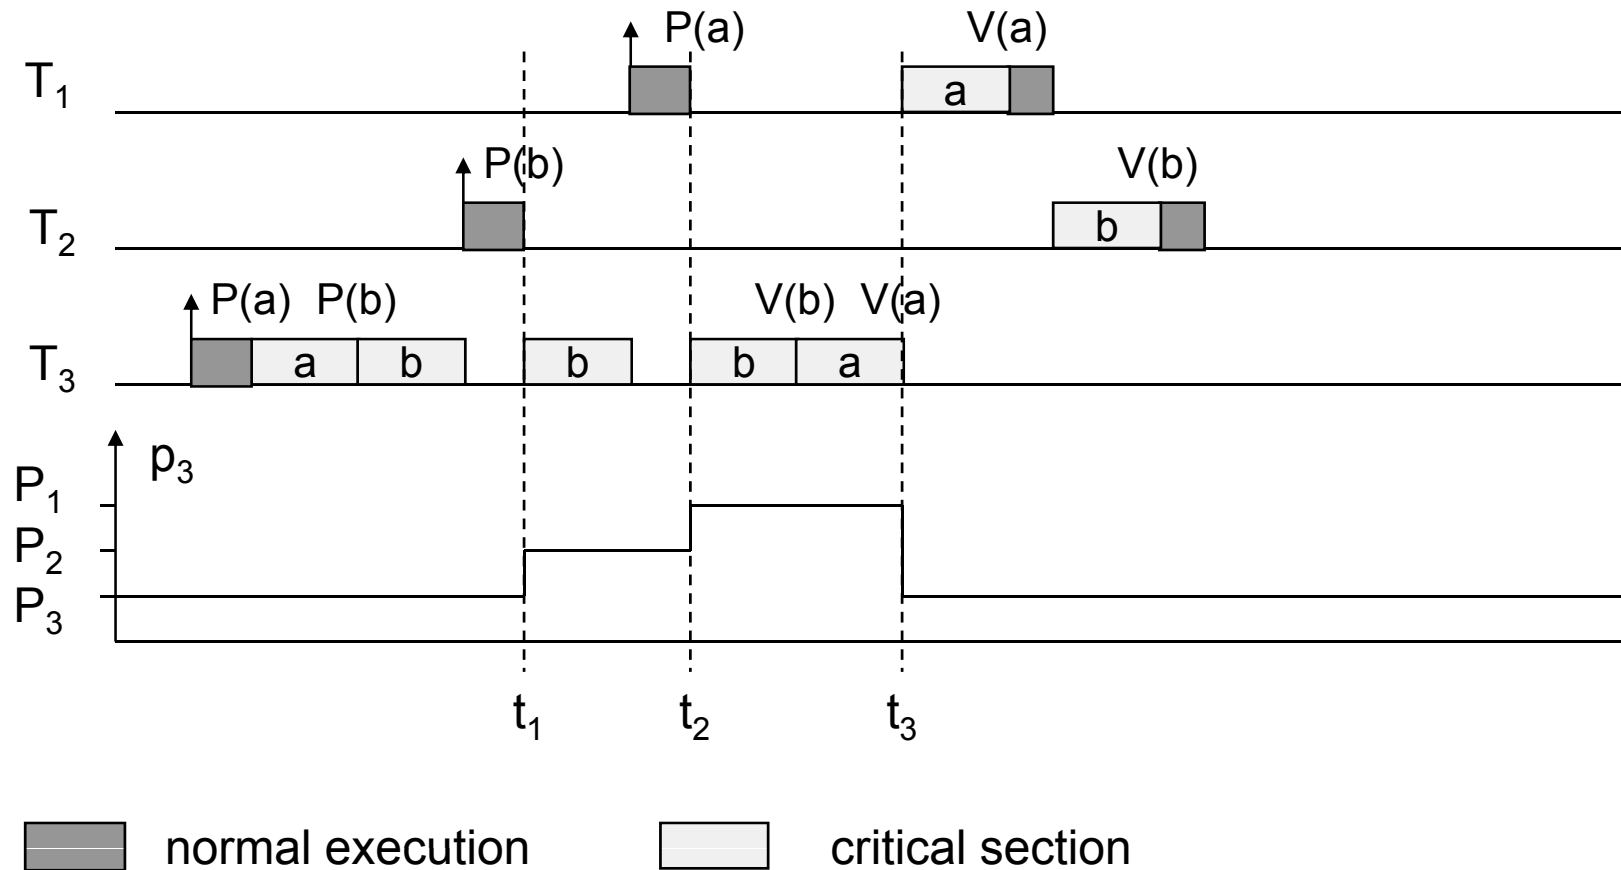 P(a) V(a)
T₁ a
P(b) V(b)
T₂ b
P(a) P(b) V(b) V(a)
T₃ a b b b a
p₃
P₁
P₂
P₃
t₁ t₂ t₃
normal execution critical section